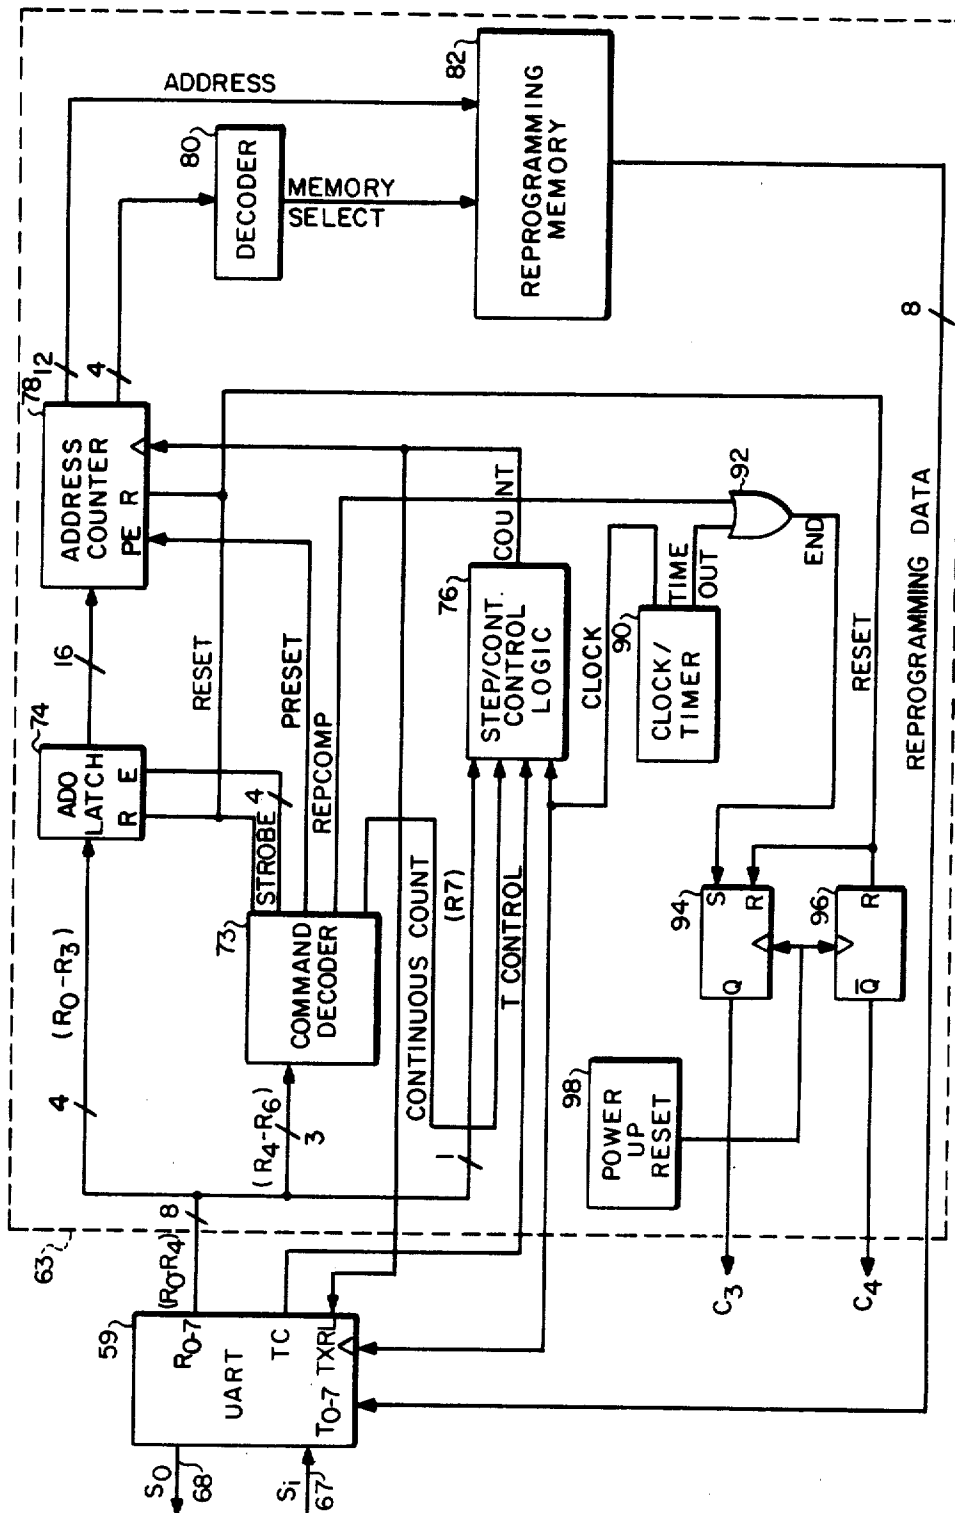 ADDRESS
82
REPROGRAMMING
MEMORY
80
DECODER
MEMORY
SELECT
8
78
12
4
ADDRESS
COUNTER
PE R
16
74
ADO
LATCH
R E
RESET
PRESET
REPCOMP
STROBE 4
73
COMMAND
DECODER
(R0-R3)
4
(R4-R6)
3
CONTINUOUS COUNT
(R7)
T CONTROL
1
76
STEP/CONT.
CONTROL
LOGIC
COUNT
CLOCK
90
CLOCK/
TIMER
TIME
OUT
92
END
RESET
REPROGRAMMING DATA
94
S
R
Q
96
R
Q̅
98
POWER
UP
RESET
C3
C4
63
8
(R0-R4)
59
R0-7
TC
TXRL
UART
T0-7
S0
68
Si
67